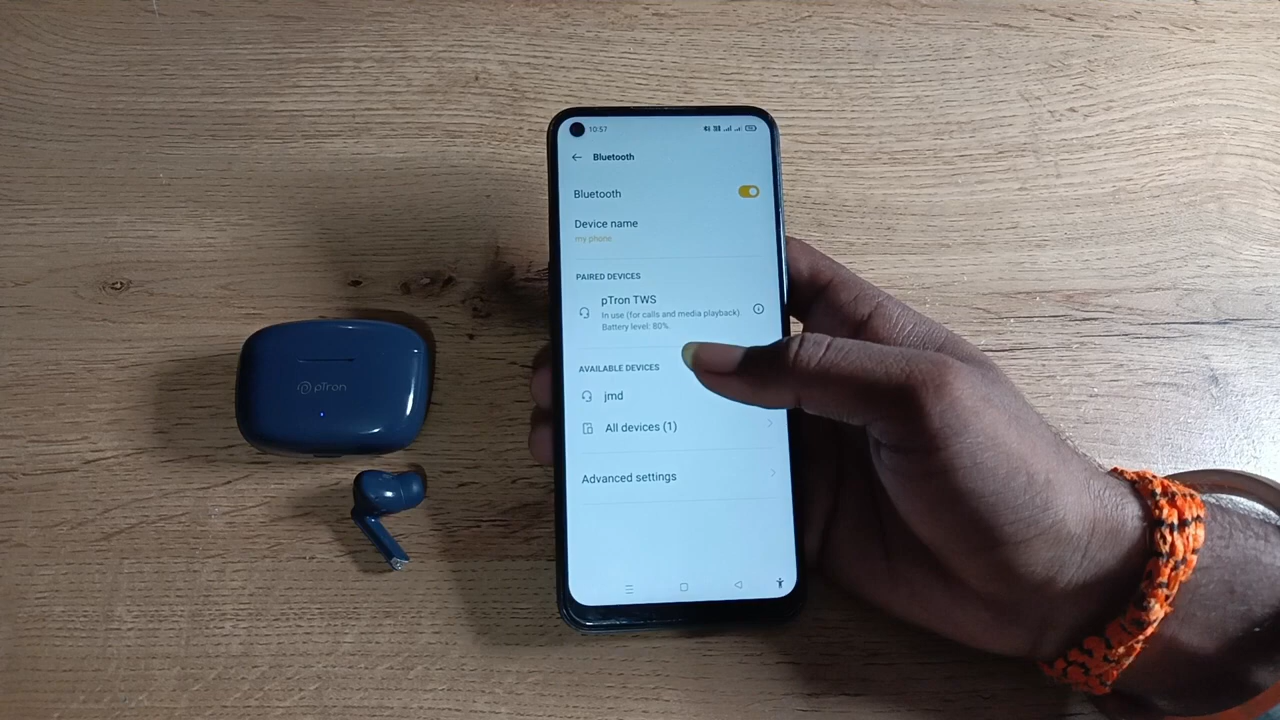 10:57
Bluetooth
Bluetooth
Device name
my phone
PAIRED DEVICES
pTron TWS
In use (for calls and media playback).
Battery level: 80%.
AVAILABLE DEVICES
jmd
All devices (1)
Advanced settings
pTron